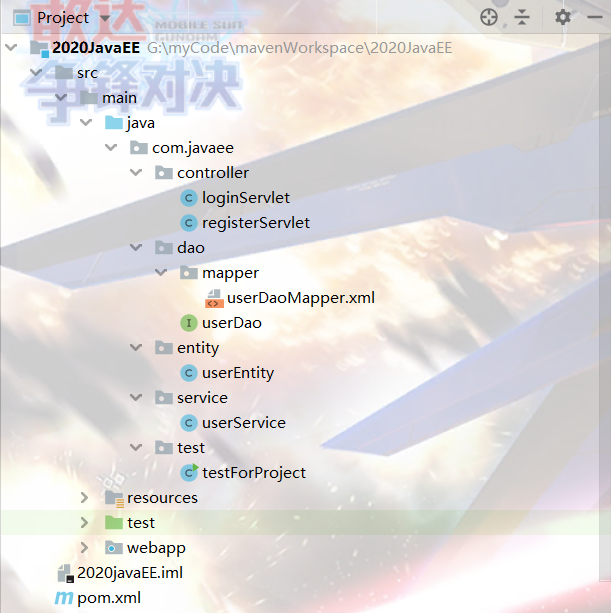 Project
MOBILE SUIT
GUNDAM
敢达
争锋对决
2020JavaEE G:\myCode\mavenWorkspace\2020JavaEE
src
main
java
com.javaee
controller
loginServlet
registerServlet
dao
mapper
userDaoMapper.xml
userDao
entity
userEntity
service
userService
test
testForProject
resources
test
webapp
2020javaEE.iml
pom.xml